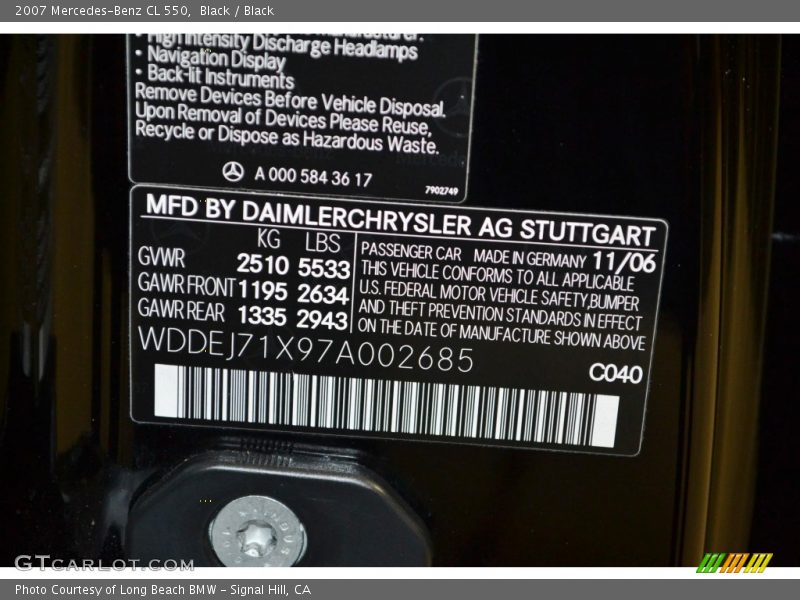 2007 Mercedes-Benz CL 550,  Black / Black
• High Intensity Discharge Headlamps
• Navigation Display
• Back-lit Instruments
Remove Devices Before Vehicle Disposal.
Upon Removal of Devices Please Reuse,
Recycle or Dispose as Hazardous Waste.
A 000 584 36 17
7902749
MFD BY DAIMLERCHRYSLER AG STUTTGART
KG LBS
GVWR 2510 5533
GAWR FRONT 1195 2634
GAWR REAR 1335 2943
PASSENGER CAR MADE IN GERMANY 11/06
THIS VEHICLE CONFORMS TO ALL APPLICABLE
U.S. FEDERAL MOTOR VEHICLE SAFETY,BUMPER
AND THEFT PREVENTION STANDARDS IN EFFECT
ON THE DATE OF MANUFACTURE SHOWN ABOVE
WDDEJ71X97A002685
C040
GTCARLOT.COM
Photo Courtesy of Long Beach BMW - Signal Hill, CA